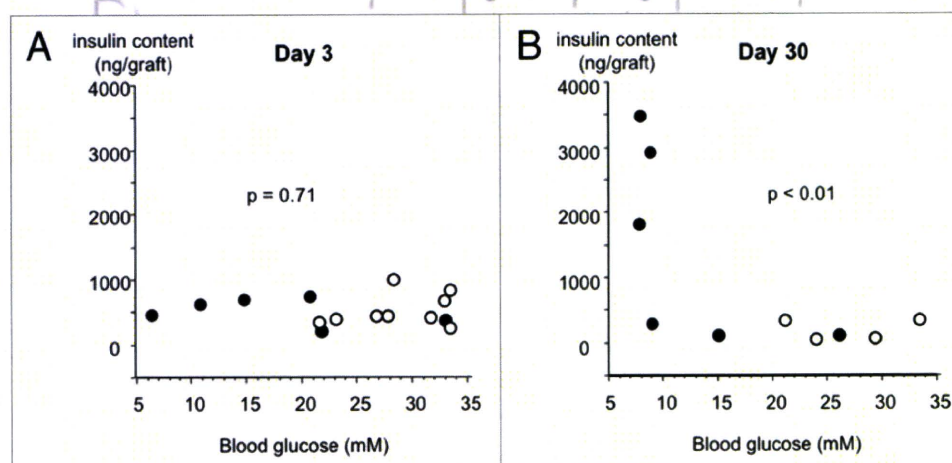 A
insulin content
(ng/graft)
Day 3
4000
3000
2000
1000
0
p = 0.71
5 10 15 20 25 30 35
Blood glucose (mM)
B
insulin content
(ng/graft)
Day 30
4000
3000
2000
1000
0
p < 0.01
5 10 15 20 25 30 35
Blood glucose (mM)